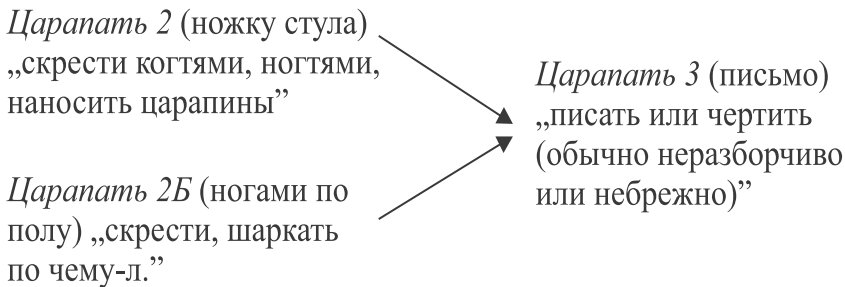 Царапать 2 (ножку стула)
„скрести когтями, ногтями,
наносить царапины”
Царапать 2Б (ногами по
полу) „скрести, шаркать
по чему-л.”
Царапать 3 (письмо)
„писать или чертить
(обычно неразборчиво
или небрежно)”